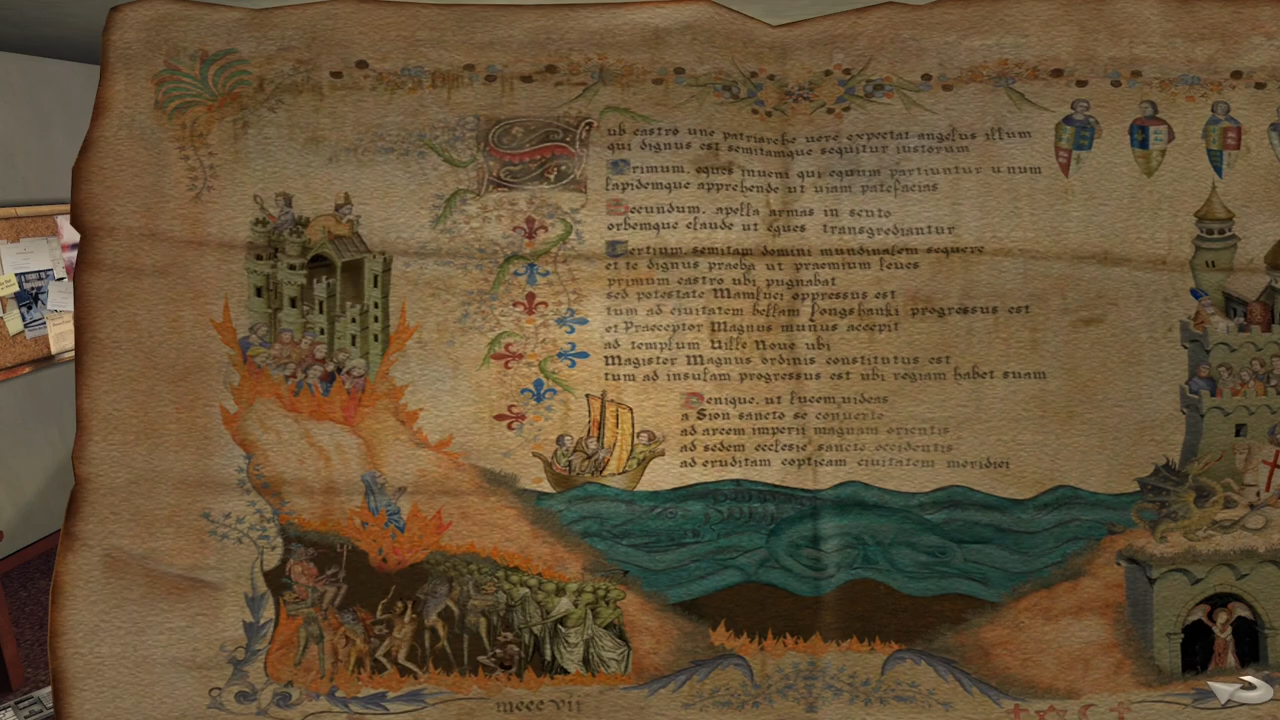 Sub castro une patriarche uere expectat angelus illum
qui dignus est semitamque sequitur iustorum
Primum. eques inueni qui equum partiuntur unum
lapidemque apprehende ut uiam patefacias
Secundum. apella armas in scuto
orbemque claude ut eques transgrediantur
Tertium. semitam domini mundinalem sequere
et te dignus praeba ut praemium leues
primum castro ubi pugnabat
sed potestate Mamluci oppressus est
tum ad ciuitatem bellam Longshanki progressus est
et Praeceptor Magnus munus accepit
ad templum Uille Noue ubi
Magister Magnus ordinis constitutus est
tum ad insulam progressus est ubi regiam habet suam
Denique. ut lucem uideas
a Sion sancto se conuerte
ad arcem imperii magnam orientis
ad sedem ecclesie sancte occidentis
ad eruditam copticam ciuitatem meridiei
mccc vii